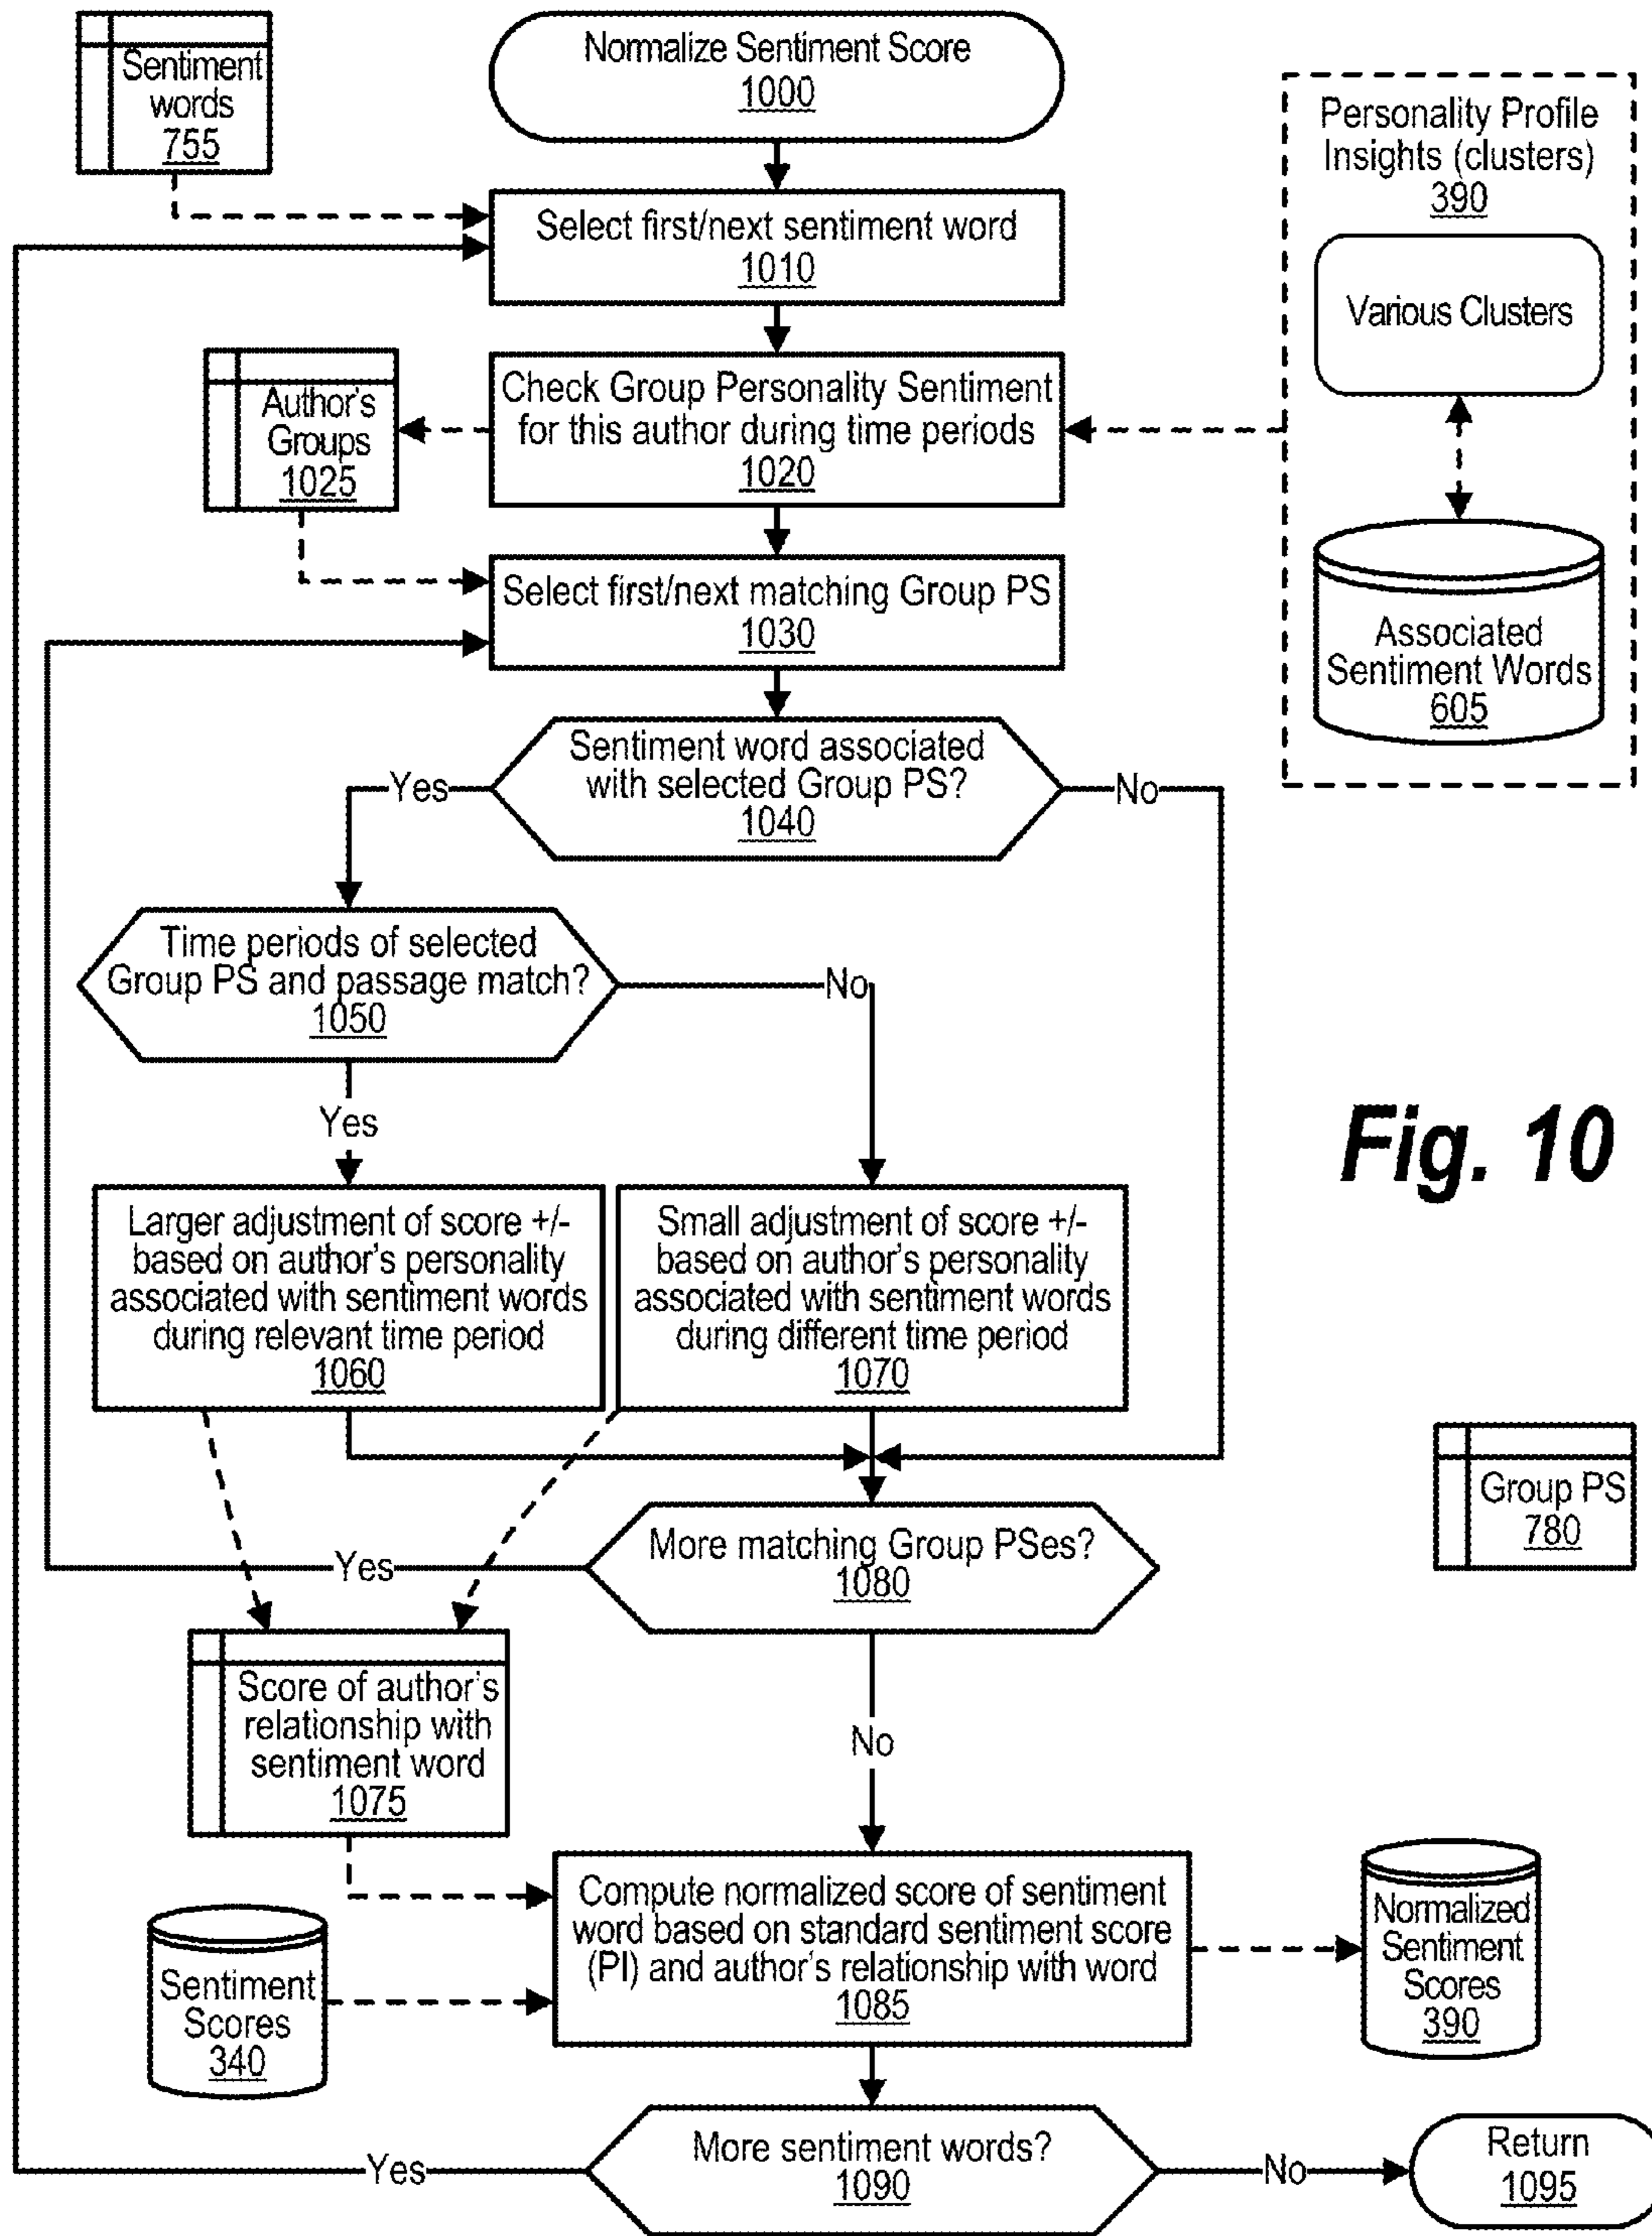 Sentiment
words
755
Normalize Sentiment Score
1000
Personality Profile
Insights (clusters)
390
Various Clusters
Associated
Sentiment Words
605
Select first/next sentiment word
1010
Author's
Groups
1025
Check Group Personality Sentiment
for this author during time periods
1020
Select first/next matching Group PS
1030
Sentiment word associated
with selected Group PS?
1040
Yes
No
Time periods of selected
Group PS and passage match?
1050
No
Yes
Fig. 10
Larger adjustment of score +/-
based on author's personality
associated with sentiment words
during relevant time period
1060
Small adjustment of score +/-
based on author's personality
associated with sentiment words
during different time period
1070
Group PS
780
More matching Group PSes?
1080
Yes
No
Score of author's
relationship with
sentiment word
1075
Sentiment
Scores
340
Compute normalized score of sentiment
word based on standard sentiment score
(PI) and author's relationship with word
1085
Normalized
Sentiment
Scores
390
More sentiment words?
1090
Yes
No
Return
1095